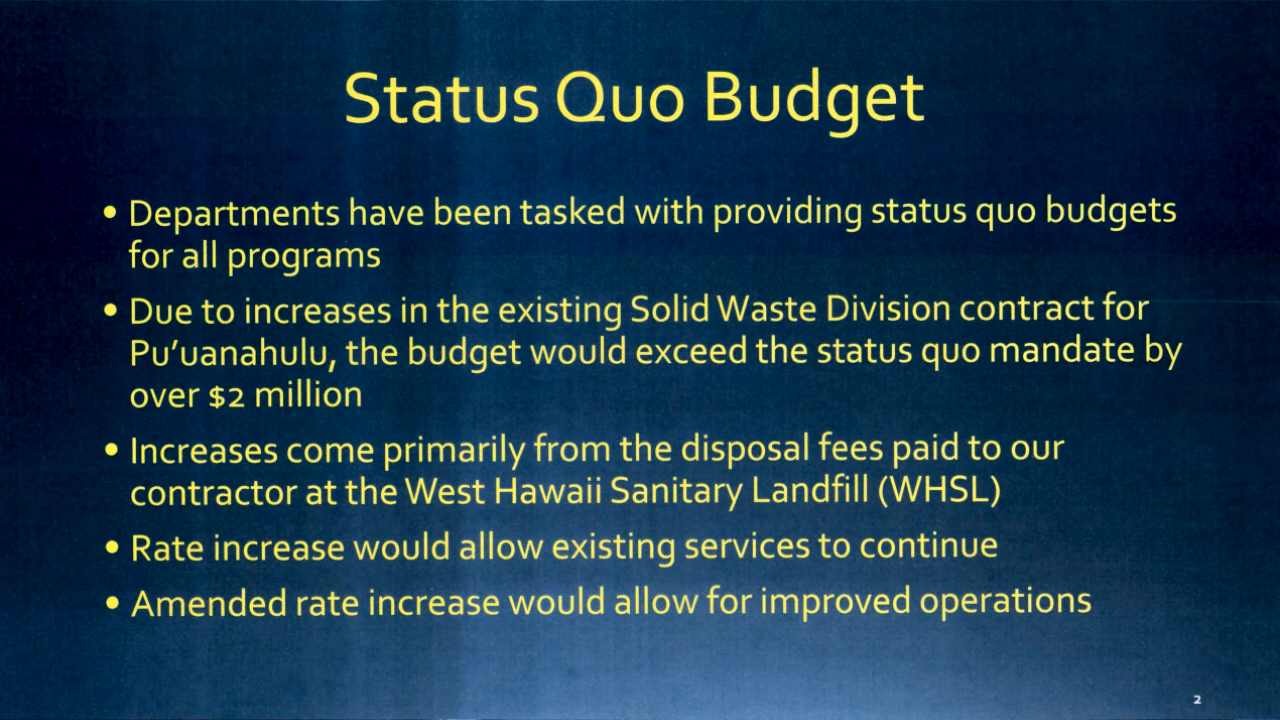 Status Quo Budget
• Departments have been tasked with providing status quo budgets
for all programs
• Due to increases in the existing Solid Waste Division contract for
Pu’uanahulu, the budget would exceed the status quo mandate by
over $2 million
• Increases come primarily from the disposal fees paid to our
contractor at the West Hawaii Sanitary Landfill (WHSL)
• Rate increase would allow existing services to continue
• Amended rate increase would allow for improved operations
2